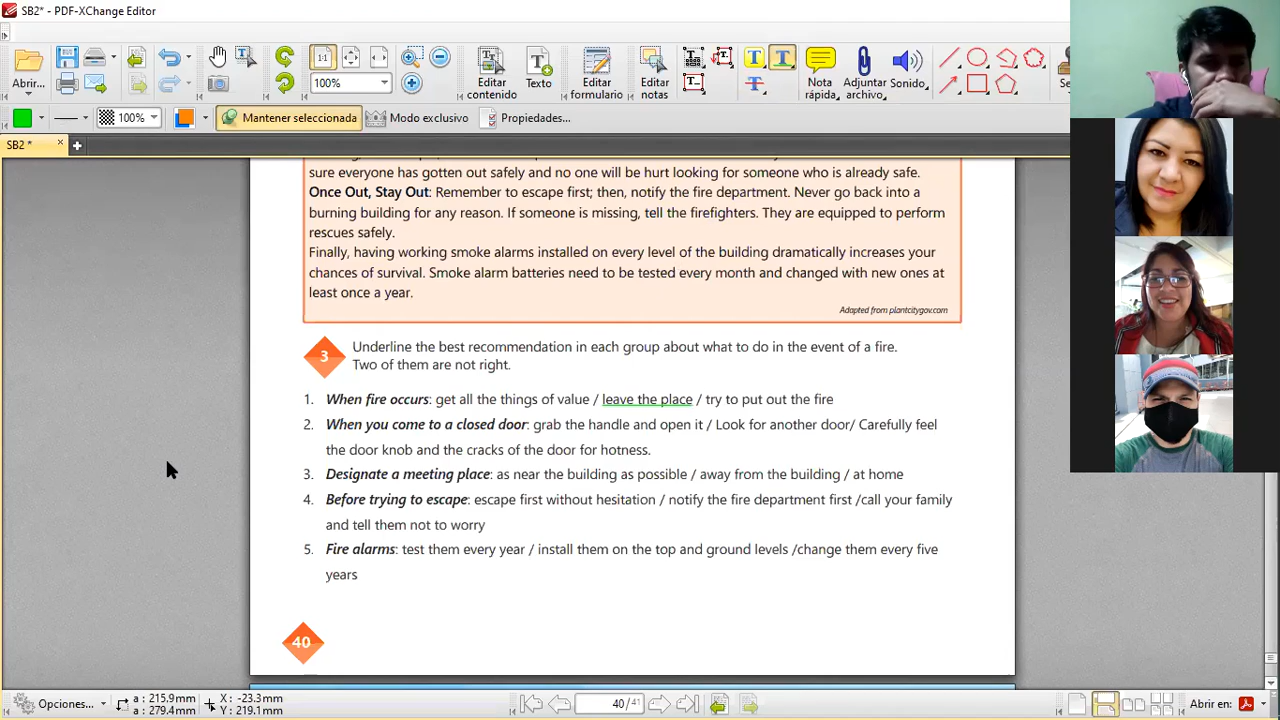 SB2* - PDF-XChange Editor
Abrir...
1:1
100%
Editar contenido
Texto
Editar formulario
Editar notas
Nota rápida
Adjuntar archivo
Sonido
100%
Mantener seleccionada
Modo exclusivo
Propiedades...
SB2 *
sure everyone has gotten out safely and no one will be hurt looking for someone who is already safe.
Once Out, Stay Out: Remember to escape first; then, notify the fire department. Never go back into a
burning building for any reason. If someone is missing, tell the firefighters. They are equipped to perform
rescues safely.
Finally, having working smoke alarms installed on every level of the building dramatically increases your
chances of survival. Smoke alarm batteries need to be tested every month and changed with new ones at
least once a year.
Adapted from plantcitygov.com
3
Underline the best recommendation in each group about what to do in the event of a fire.
Two of them are not right.
1. When fire occurs: get all the things of value / leave the place / try to put out the fire
2. When you come to a closed door: grab the handle and open it / Look for another door/ Carefully feel
the door knob and the cracks of the door for hotness.
3. Designate a meeting place: as near the building as possible / away from the building / at home
4. Before trying to escape: escape first without hesitation / notify the fire department first /call your family
and tell them not to worry
5. Fire alarms: test them every year / install them on the top and ground levels /change them every five
years
40
Opciones...
a : 215.9mm
a : 279.4mm
X : -23.3mm
Y : 219.1mm
40 / 41
Abrir en: